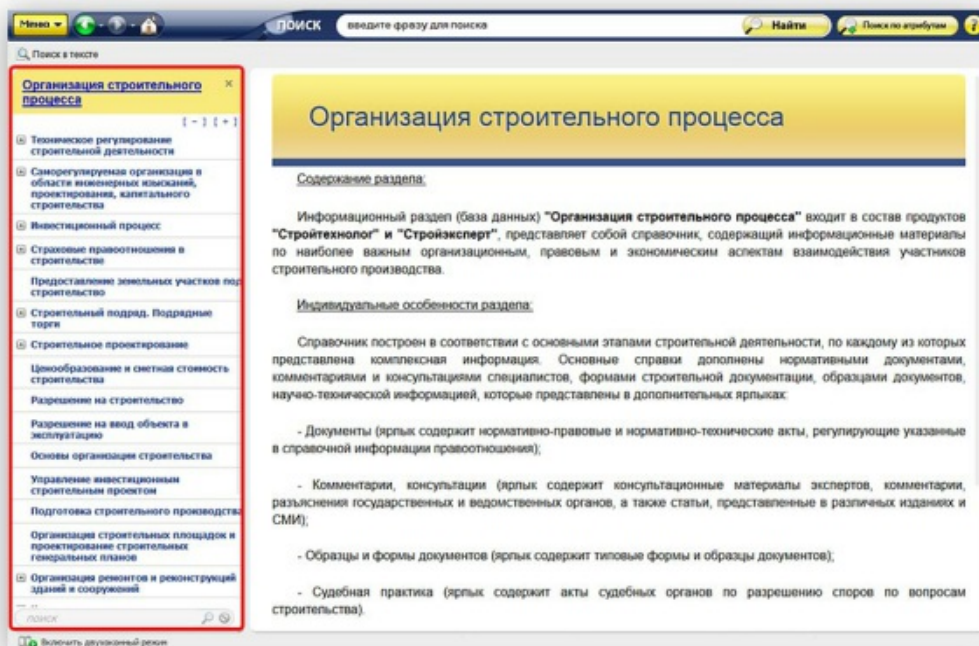 Меню
ПОИСК
введите фразу для поиска
Найти
Поиск по атрибутам
Поиск в тексте
Организация строительного
процесса
[ - ] [ + ]
Техническое регулирование
строительной деятельности
Саморегулируемая организация в
области инженерных изысканий,
проектирования, капитального
строительства
Инвестиционный процесс
Страховые правоотношения в
строительстве
Предоставление земельных участков под
строительство
Строительный подряд. Подрядные
торги
Строительное проектирование
Ценообразование и сметная стоимость
строительства
Разрешение на строительство
Разрешение на ввод объекта в
эксплуатацию
Основы организации строительства
Управление инвестиционным
строительным проектом
Подготовка строительного производства
Организация строительных площадок и
проектирование строительных
генеральных планов
Организация ремонтов и реконструкций
зданий и сооружений
поиск
Включить двухоконный режим
Организация строительного процесса
Содержание раздела:
Информационный раздел (база данных) "Организация строительного процесса" входит в состав продуктов
"Стройтехнолог" и "Стройэксперт", представляет собой справочник, содержащий информационные материалы
по наиболее важным организационным, правовым и экономическим аспектам взаимодействия участников
строительного производства.
Индивидуальные особенности раздела:
Справочник построен в соответствии с основными этапами строительной деятельности, по каждому из которых
представлена комплексная информация. Основные справки дополнены нормативными документами,
комментариями и консультациями специалистов, формами строительной документации, образцами документов,
научно-технической информацией, которые представлены в дополнительных ярлыках:
- Документы (ярлык содержит нормативно-правовые и нормативно-технические акты, регулирующие указанные
в справочной информации правоотношения);
- Комментарии, консультации (ярлык содержит консультационные материалы экспертов, комментарии,
разъяснения государственных и ведомственных органов, а также статьи, представленные в различных изданиях и
СМИ);
- Образцы и формы документов (ярлык содержит типовые формы и образцы документов);
- Судебная практика (ярлык содержит акты судебных органов по разрешению споров по вопросам
строительства).